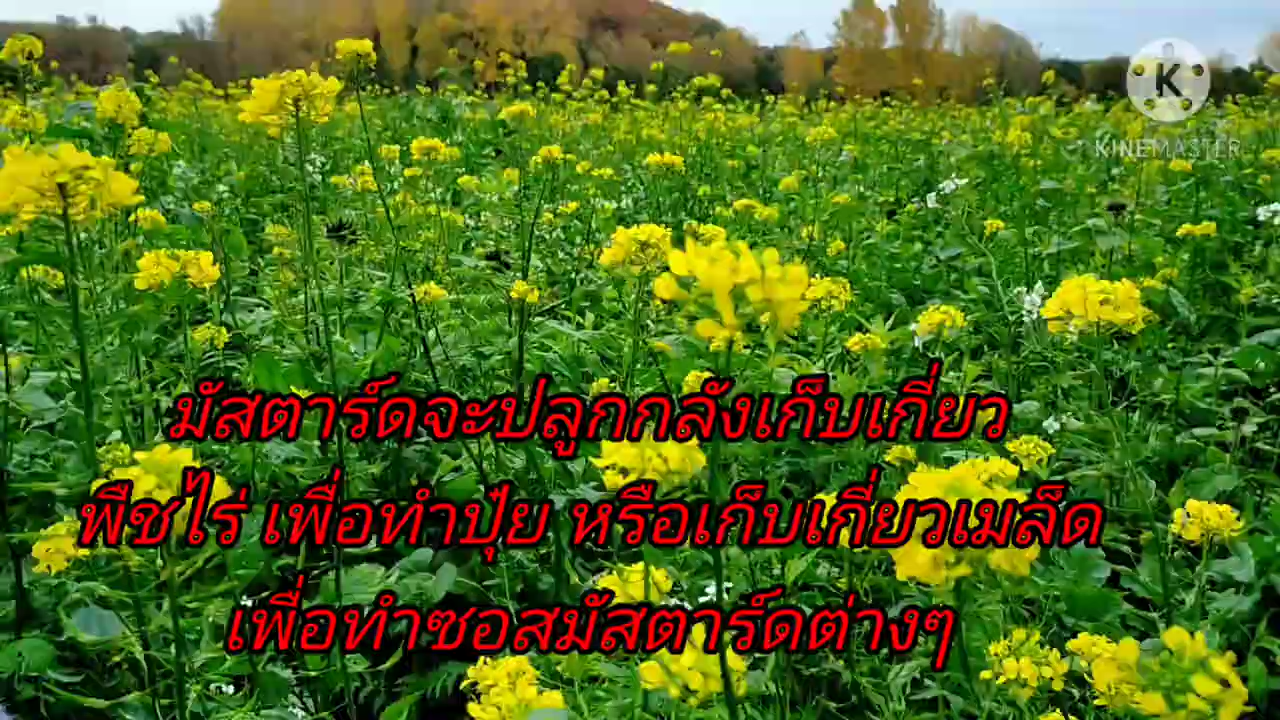 K
KINEMASTER
มัสตาร์ดจะปลูกกลังเก็บเกี่ยว
พืชไร่ เพื่อทำปุ๋ย หรือเก็บเกี่ยวเมล็ด
เพื่อทำซอสมัสตาร์ดต่างๆ